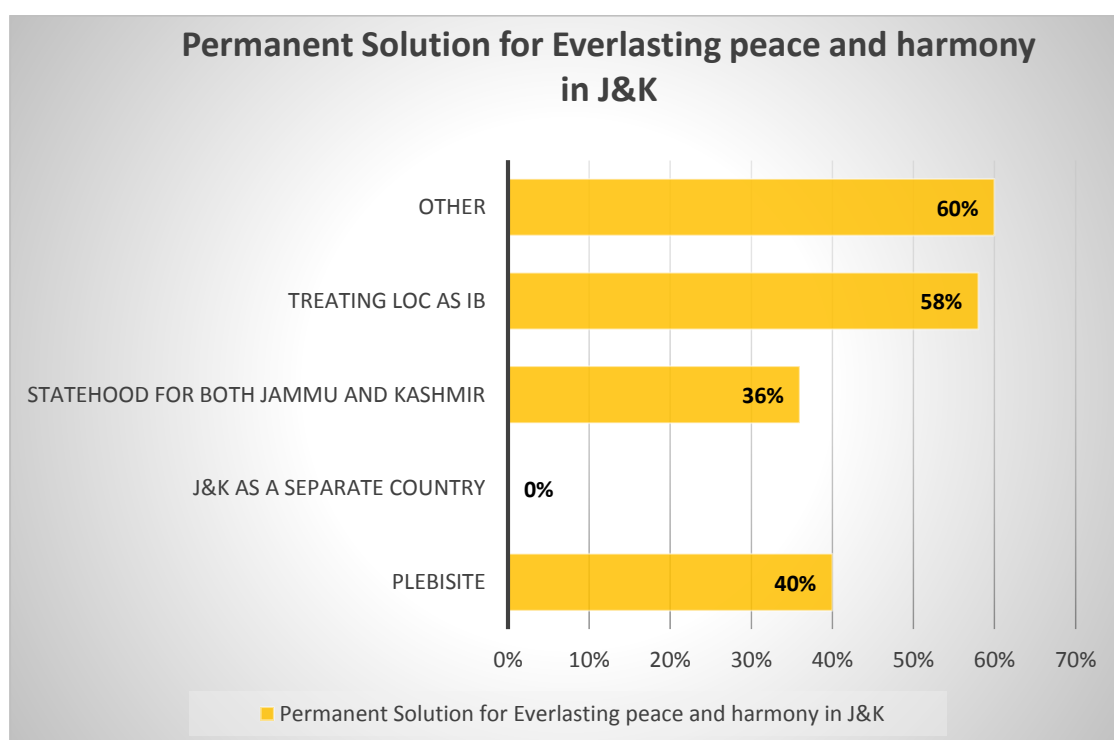 Permanent Solution for Everlasting peace and harmony
in J&K
OTHER
60%
TREATING LOC AS IB
58%
STATEHOOD FOR BOTH JAMMU AND KASHMIR
36%
J&K AS A SEPARATE COUNTRY
0%
PLEBISITE
40%
0% 10% 20% 30% 40% 50% 60% 70%
Permanent Solution for Everlasting peace and harmony in J&K